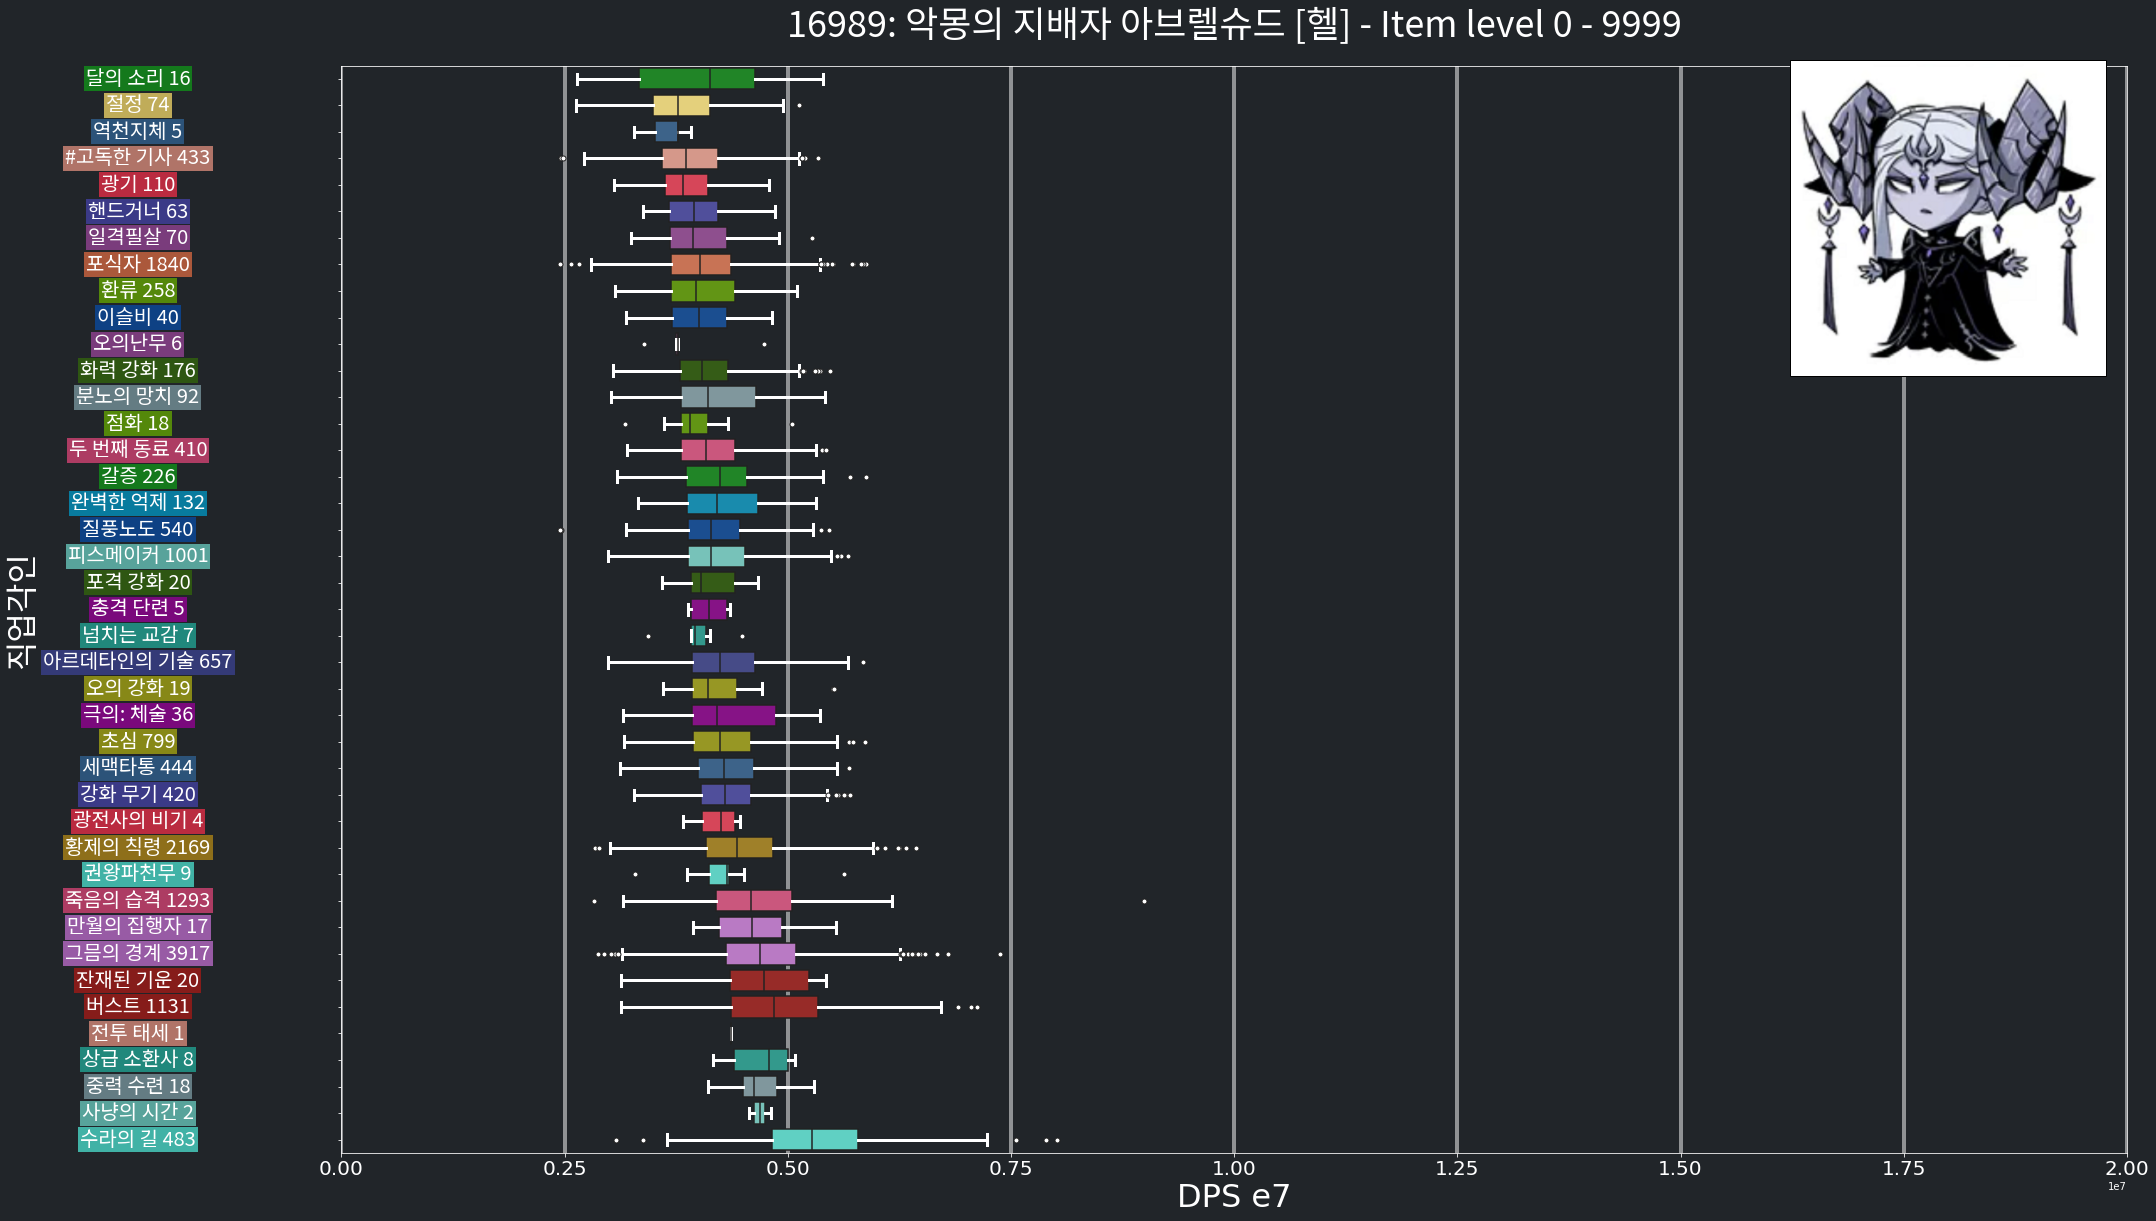 16989: 악몽의 지배자 아브렐슈드 [헬] - Item level 0 - 9999
달의 소리 16
절정 74
역천지체 5
#고독한 기사 433
광기 110
핸드거너 63
일격필살 70
포식자 1840
환류 258
이슬비 40
오의난무 6
화력 강화 176
분노의 망치 92
점화 18
두 번째 동료 410
갈증 226
완벽한 억제 132
질풍노도 540
피스메이커 1001
포격 강화 20
충격 단련 5
넘치는 교감 7
아르데타인의 기술 657
오의 강화 19
극의: 체술 36
초심 799
세맥타통 444
강화 무기 420
광전사의 비기 4
황제의 칙령 2169
권왕파천무 9
죽음의 습격 1293
만월의 집행자 17
그믐의 경계 3917
잔재된 기운 20
버스트 1131
전투 태세 1
상급 소환사 8
중력 수련 18
사냥의 시간 2
수라의 길 483
직업각인
0.00 0.25 0.50 0.75 1.00 1.25 1.50 1.75 2.00
1e7
DPS e7